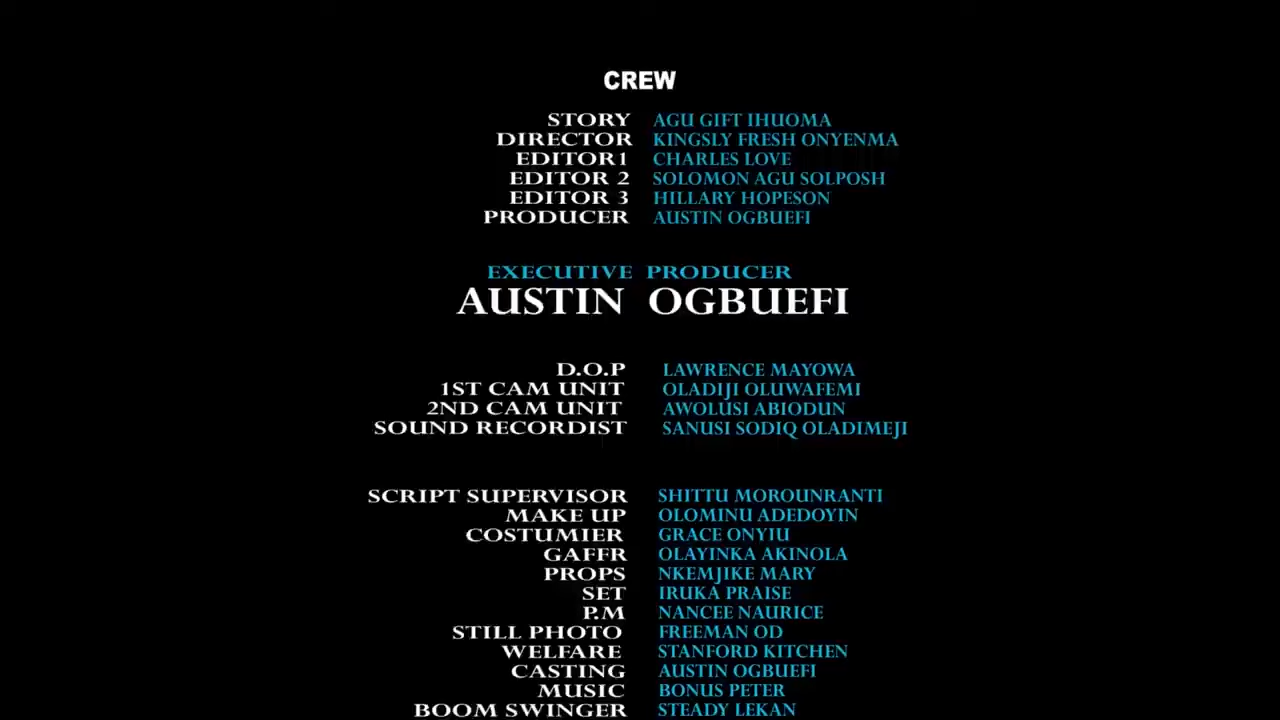 CREW
STORY AGU GIFT IHUOMA
DIRECTOR KINGSLY FRESH ONYENMA
EDITOR1 CHARLES LOVE
EDITOR 2 SOLOMON AGU SOLPOSH
EDITOR 3 HILLARY HOPESON
PRODUCER AUSTIN OGBUEFI
EXECUTIVE PRODUCER
AUSTIN OGBUEFI
D.O.P LAWRENCE MAYOWA
1ST CAM UNIT OLADIJI OLUWAFEMI
2ND CAM UNIT AWOLUSI ABIODUN
SOUND RECORDIST SANUSI SODIQ OLADIMEJI
SCRIPT SUPERVISOR SHITTU MOROUNRANTI
MAKE UP OLOMINU ADEDOYIN
COSTUMIER GRACE ONYIU
GAFFR OLAYINKA AKINOLA
PROPS NKEMJIKE MARY
SET IRUKA PRAISE
P.M NANCEE NAURICE
STILL PHOTO FREEMAN OD
WELFARE STANFORD KITCHEN
CASTING AUSTIN OGBUEFI
MUSIC BONUS PETER
BOOM SWINGER STEADY LEKAN